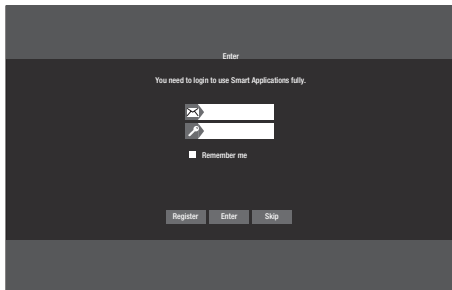 Enter
You need to login to use Smart Applications fully.
Remember me
Register Enter Skip